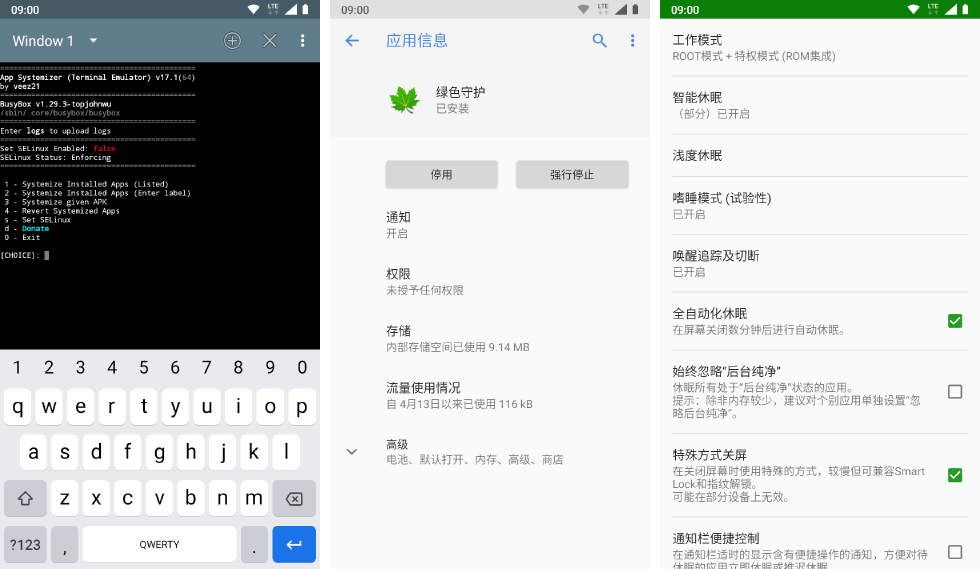 09:00
LTE
Window 1
App Systemizer (Terminal Emulator) v17.1(64)
by veez21
BusyBox v1.29.3-topjohnwu
/sbin/.core/busybox/busybox
Enter logs to upload logs
Set SELinux Enabled: false
SELinux Status: Enforcing
1 - Systemize Installed Apps (Listed)
2 - Systemize Installed Apps (Enter label)
3 - Systemize given APK
4 - Revert Systemized Apps
s - Set SELinux
d - Donate
0 - Exit
[CHOICE]:
1 2 3 4 5 6 7 8 9 0
q w e r t y u i o p
a s d f g h j k l
z x c v b n m
?123 , QWERTY .
09:00
LTE
应用信息
绿色守护
已安装
停用 强行停止
通知
开启
权限
未授予任何权限
存储
内部存储空间已使用 9.14 MB
流量使用情况
自 4月13日以来已使用 116 kB
高级
电池、默认打开、内存、高级、商店
09:00
LTE
工作模式
ROOT模式 + 特权模式 (ROM集成)
智能休眠
（部分）已开启
浅度休眠
嗜睡模式 (试验性)
已开启
唤醒追踪及切断
已开启
全自动化休眠
在屏幕关闭数分钟后进行自动休眠。
始终忽略“后台纯净”
休眠所有处于“后台纯净”状态的应用。
提示：除非内存较少，建议对个别应用单独设置“忽
略后台纯净”。
特殊方式关屏
在关闭屏幕时使用特殊的方式，较慢但可兼容Smart
Lock和指纹解锁。
可能在部分设备上无效。
通知栏便捷控制
在通知栏适时的显示含有便捷操作的通知，方便对待
休眠的应用立即休眠或推迟休眠